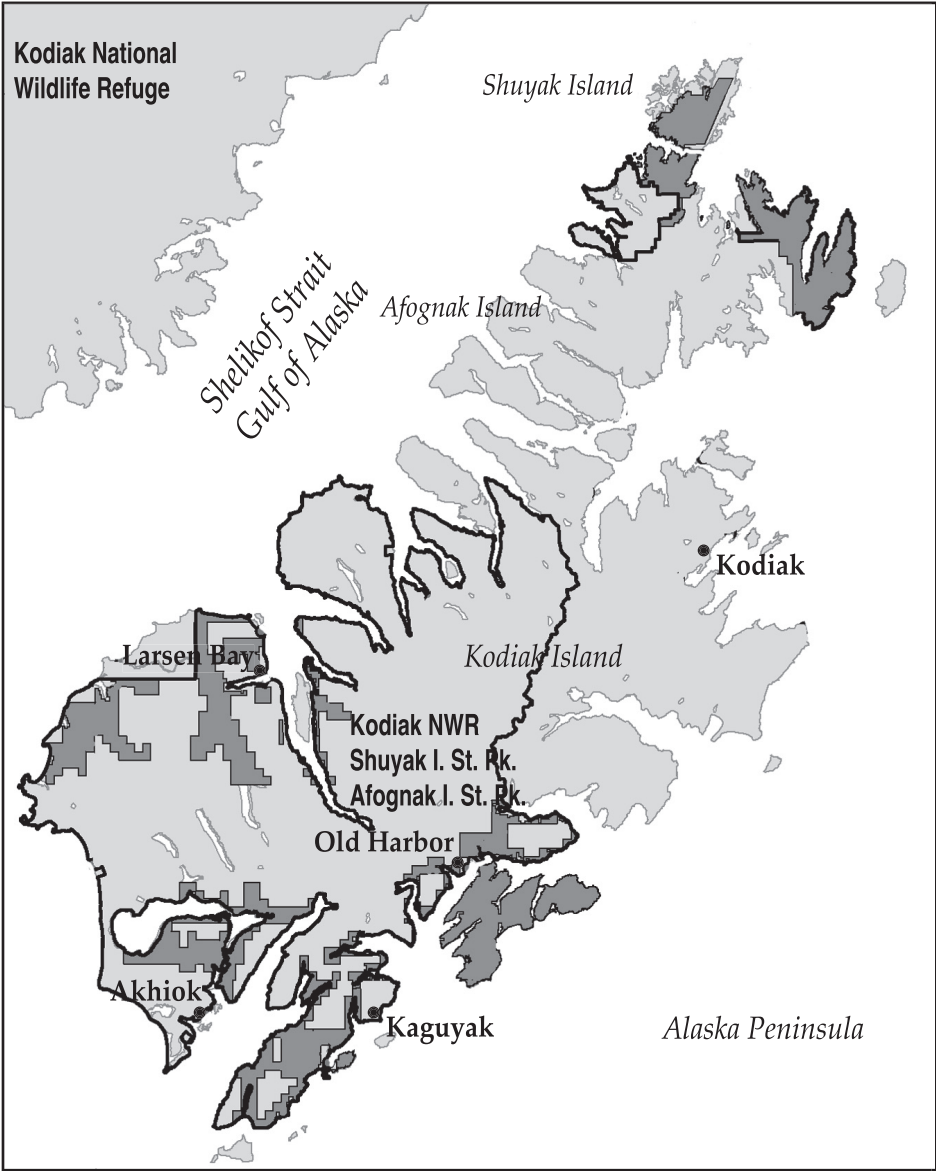 Kodiak National
Wildlife Refuge
Shuyak Island
Afognak Island
Shelikof Strait
Gulf of Alaska
Kodiak
Larsen Bay
Kodiak Island
Kodiak NWR
Shuyak I. St. Pk.
Afognak I. St. Pk.
Old Harbor
Akhiok
Kaguyak
Alaska Peninsula